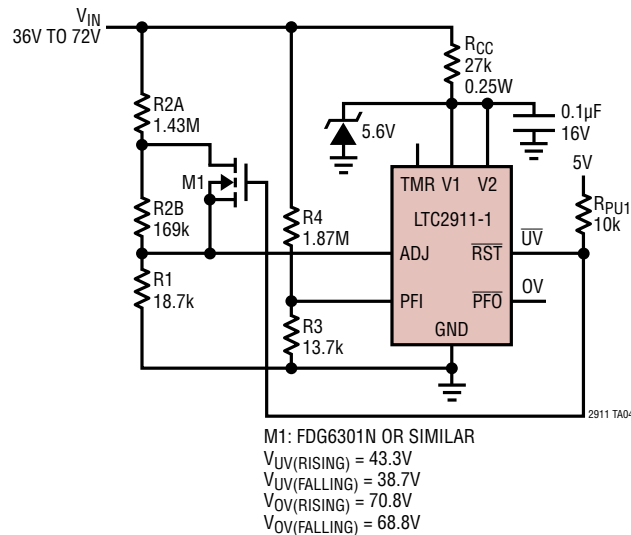 VIN
36V TO 72V
RCC
27k
0.25W
R2A
1.43M
5.6V
0.1µF
16V
5V
M1
TMR V1 V2
RPU1
10k
R2B
169k
R4
1.87M
LTC2911-1
UV
ADJ
RST
R1
18.7k
PFI
PFO
OV
R3
13.7k
GND
2911 TA04
M1: FDG6301N OR SIMILAR
VUV(RISING) = 43.3V
VUV(FALLING) = 38.7V
VOV(RISING) = 70.8V
VOV(FALLING) = 68.8V